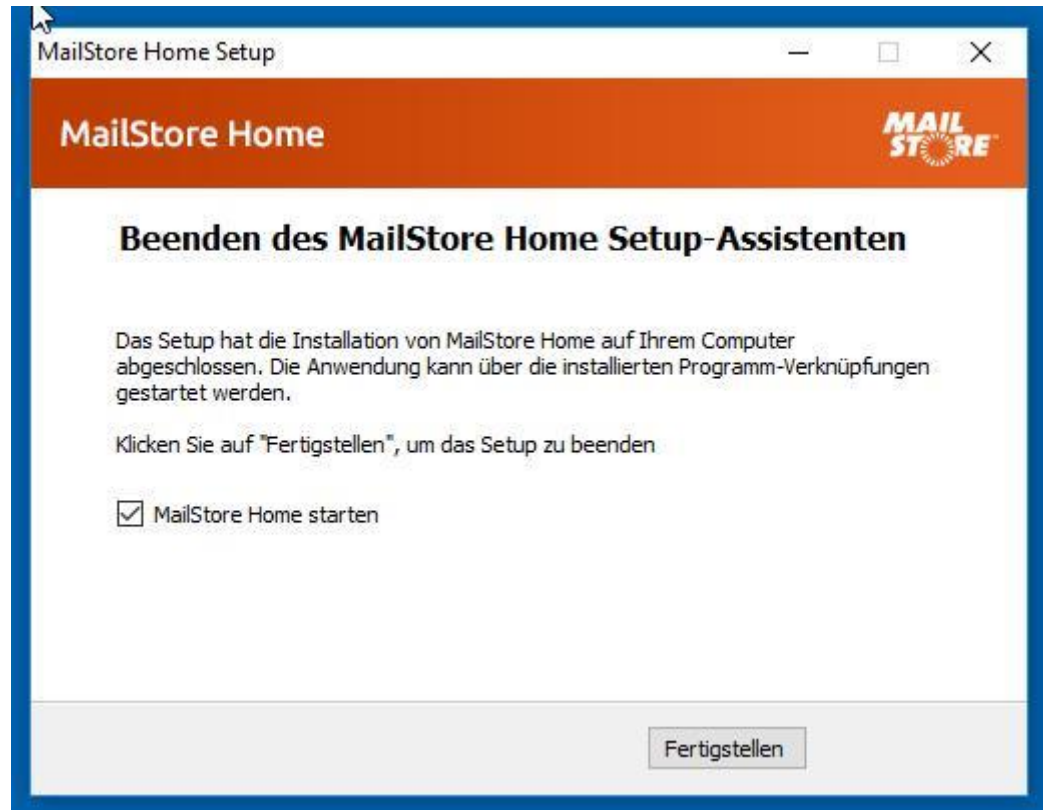 MailStore Home Setup
MailStore Home
MAIL
STORE
Beenden des MailStore Home Setup-Assistenten
Das Setup hat die Installation von MailStore Home auf Ihrem Computer
abgeschlossen. Die Anwendung kann über die installierten Programm-Verknüpfungen
gestartet werden.
Klicken Sie auf "Fertigstellen", um das Setup zu beenden
MailStore Home starten
Fertigstellen